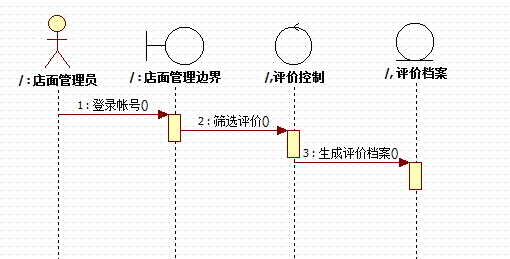 / : 店面管理员
/ : 店面管理边界
/,评价控制
/, 评价档案
1 : 登录帐号()
2 : 筛选评价()
3 : 生成评价档案()